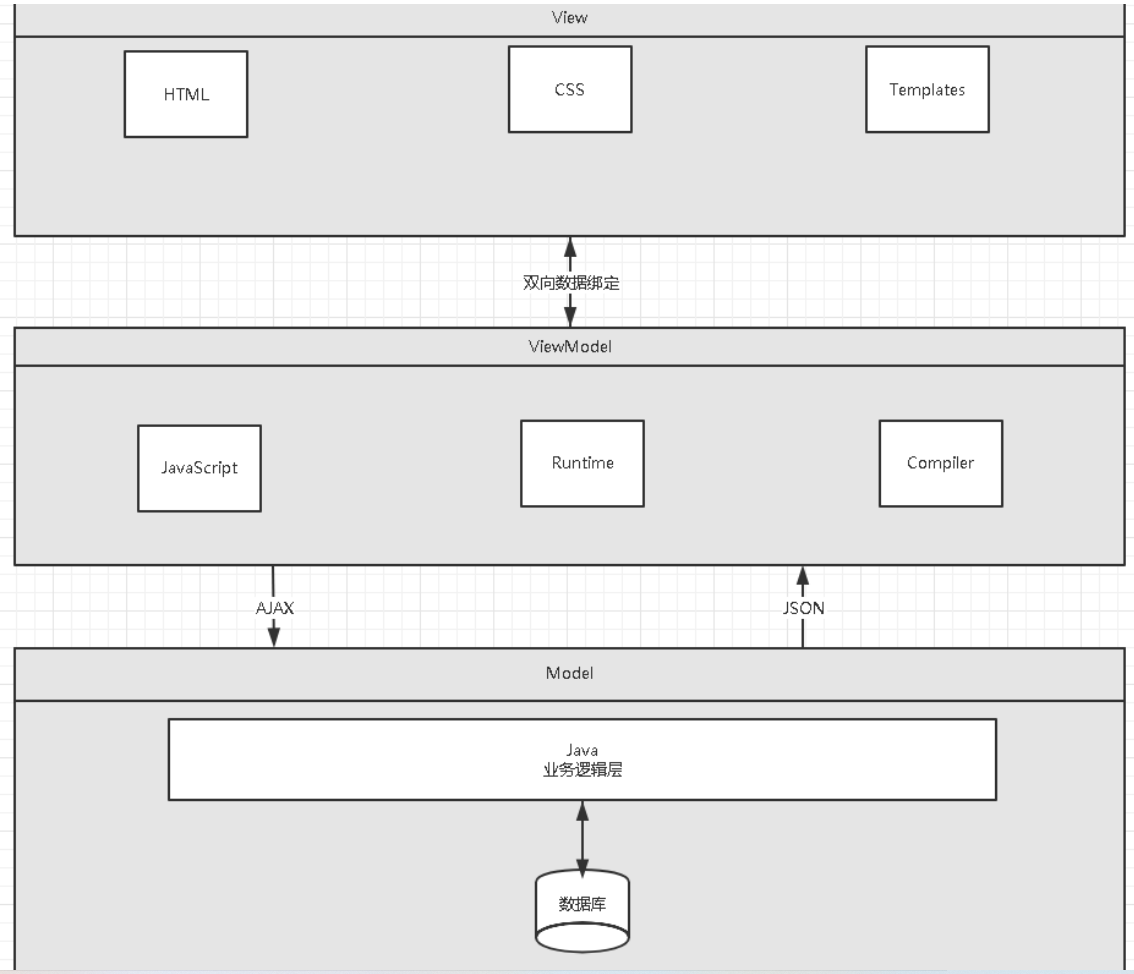 View
HTML
CSS
Templates
双向数据绑定
ViewModel
JavaScript
Runtime
Compiler
AJAX
JSON
Model
Java
业务逻辑层
数据库